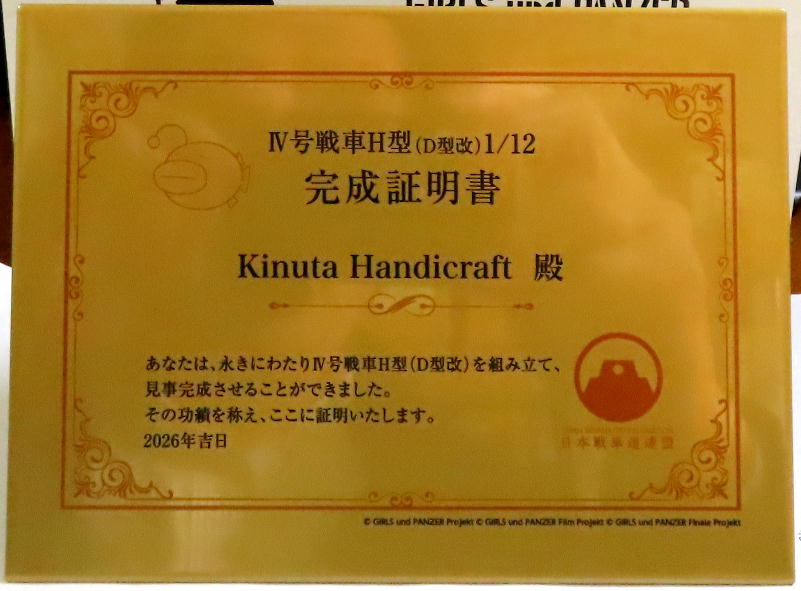 GIRLS und PANZER
Ⅳ号戦車H型(D型改)1/12
完成証明書
Kinuta Handicraft 殿
あなたは、永きにわたりⅣ号戦車H型(D型改)を組み立て、
見事完成させることができました。
その功績を称え、ここに証明いたします。
2026年吉日
日本戦車道連盟
© GIRLS und PANZER Projekt © GIRLS und PANZER Film Projekt © GIRLS und PANZER Finale Projekt